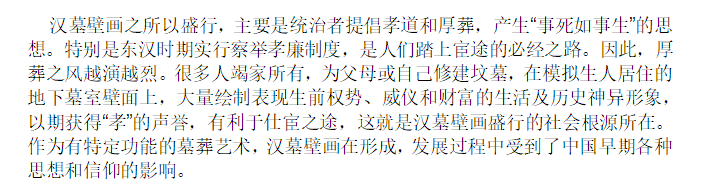 汉墓壁画之所以盛行，主要是统治者提倡孝道和厚葬，产生“事死如事生”的思
想。特别是东汉时期实行察举孝廉制度，是人们踏上宦途的必经之路。因此，厚
葬之风越演越烈。很多人竭家所有，为父母或自己修建坟墓，在模拟生人居住的
地下墓室壁面上，大量绘制表现生前权势、威仪和财富的生活及历史神异形象，
以期获得“孝”的声誉，有利于仕宦之途，这就是汉墓壁画盛行的社会根源所在。
作为有特定功能的墓葬艺术，汉墓壁画在形成，发展过程中受到了中国早期各种
思想和信仰的影响。